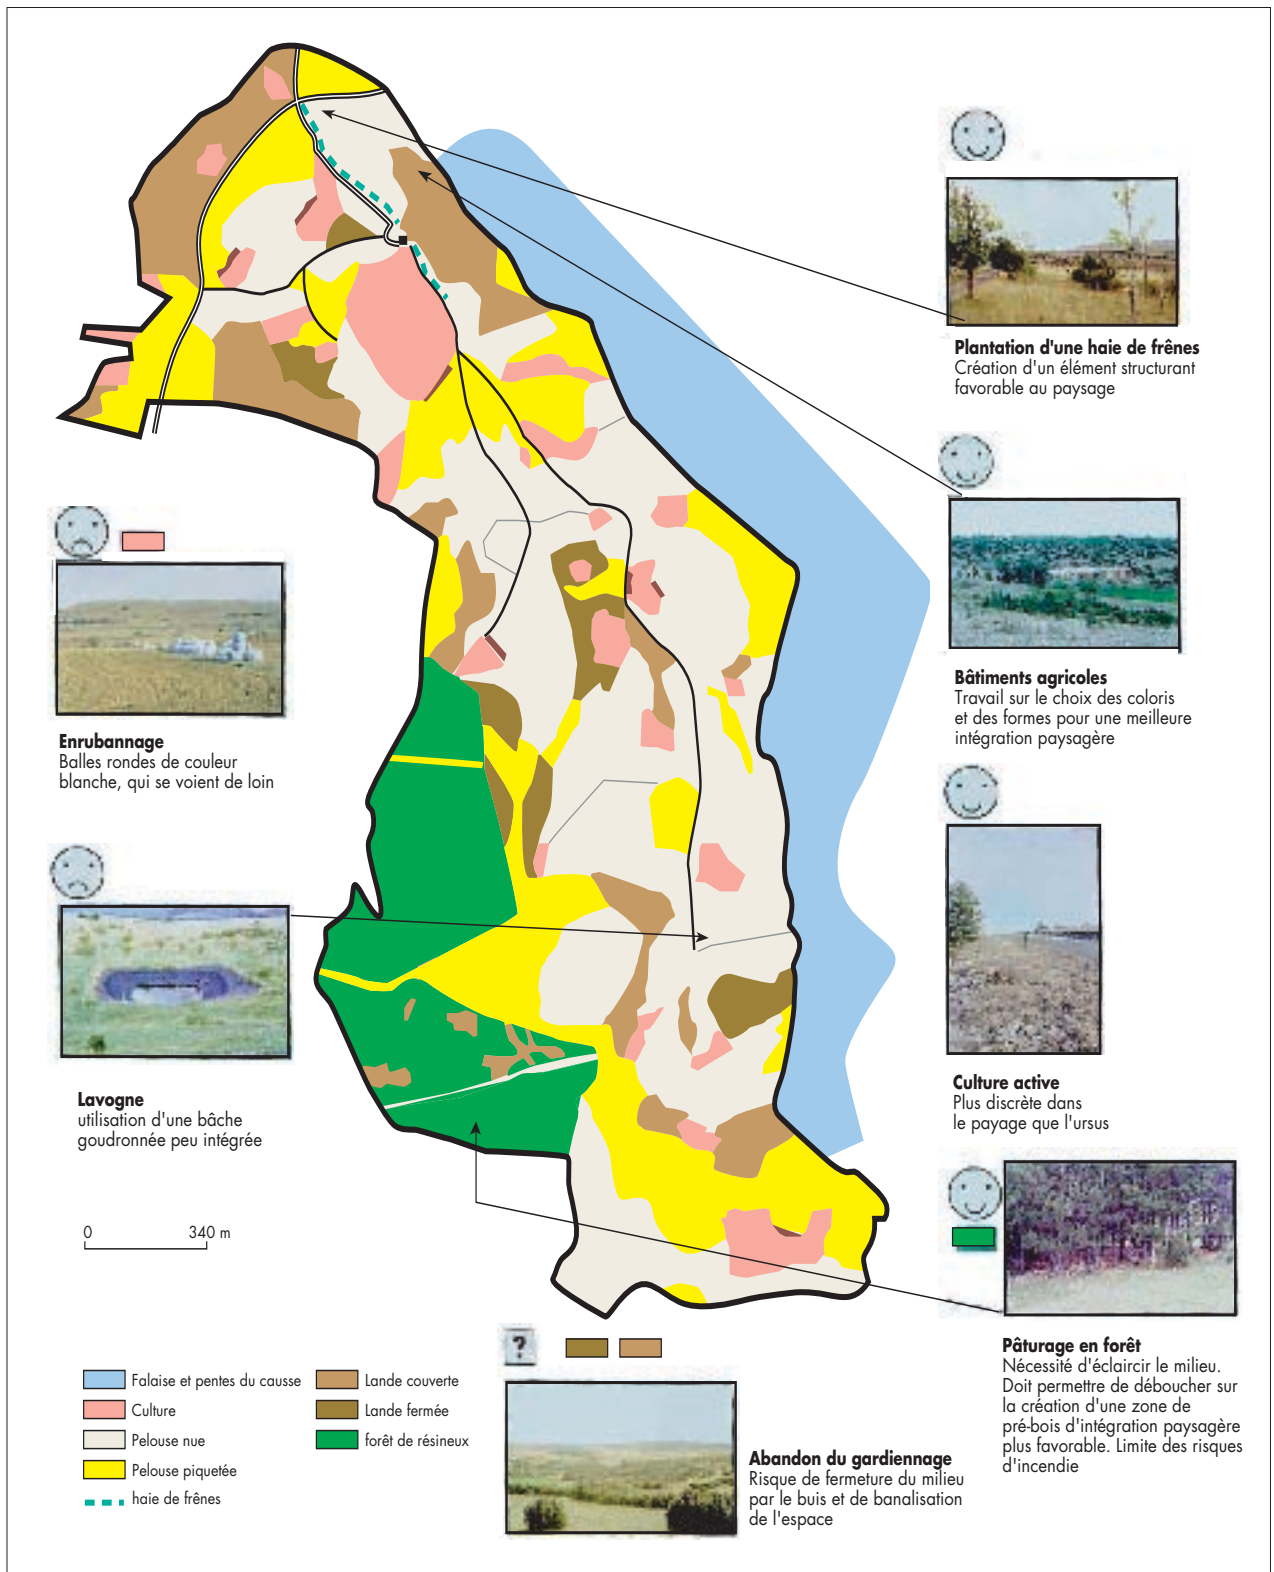 Plantation d'une haie de frênes
Création d'un élément structurant
favorable au paysage
Bâtiments agricoles
Travail sur le choix des coloris
et des formes pour une meilleure
intégration paysagère
Enrubannage
Balles rondes de couleur
blanche, qui se voient de loin
Lavogne
utilisation d'une bâche
goudronnée peu intégrée
Culture active
Plus discrète dans
le payage que l'ursus
0 340 m
Pâturage en forêt
Nécessité d'éclaircir le milieu.
Doit permettre de déboucher sur
la création d'une zone de
pré-bois d'intégration paysagère
plus favorable. Limite des risques
d'incendie
?
Abandon du gardiennage
Risque de fermeture du milieu
par le buis et de banalisation
de l'espace
Falaise et pentes du causse
Culture
Pelouse nue
Pelouse piquetée
haie de frênes
Lande couverte
Lande fermée
forêt de résineux